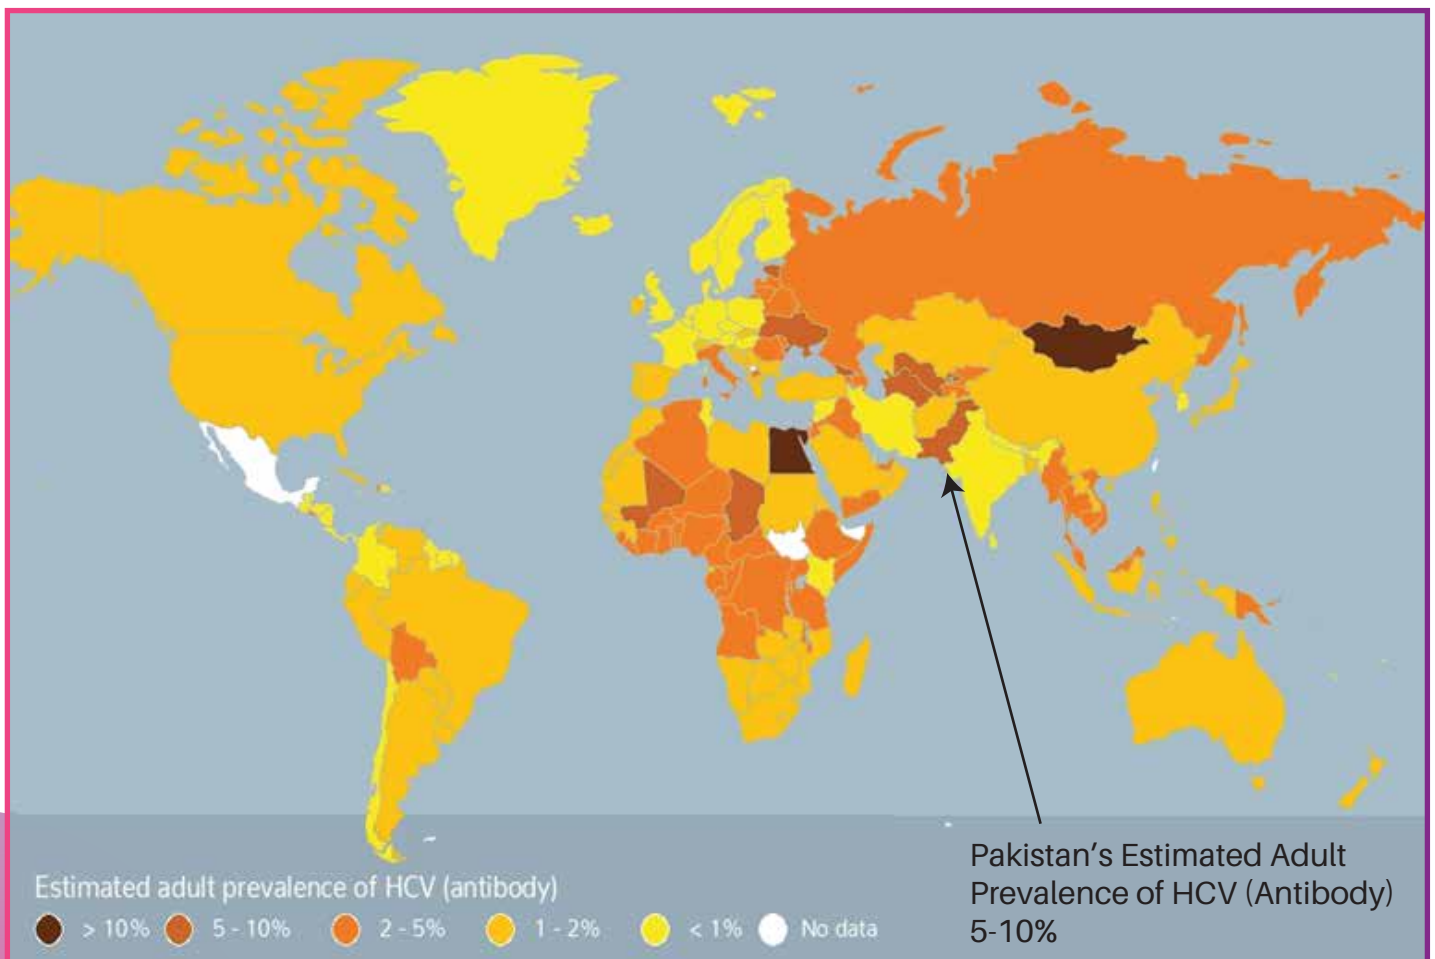 Estimated adult prevalence of HCV (antibody)
> 10% 5 - 10% 2 - 5% 1 - 2% < 1% No data
Pakistan’s Estimated Adult
Prevalence of HCV (Antibody)
5-10%